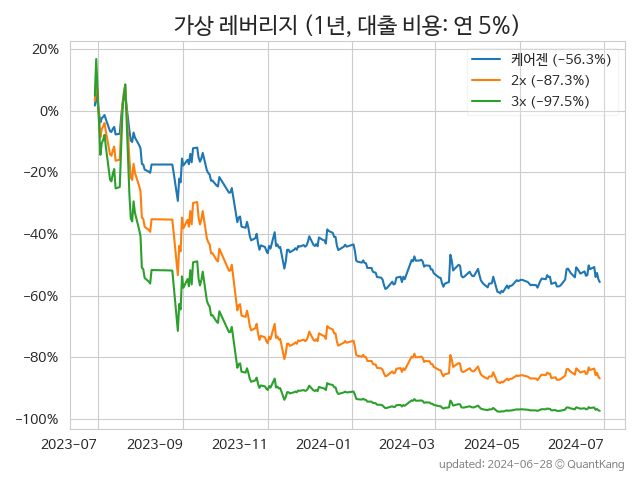 가상 레버리지 (1년, 대출 비용: 연 5%)
케어젠 (-56.3%)
2x (-87.3%)
3x (-97.5%)
20%
0%
−20%
−40%
−60%
−80%
−100%
2023-07 2023-09 2023-11 2024-01 2024-03 2024-05 2024-07
updated: 2024-06-28 © QuantKang